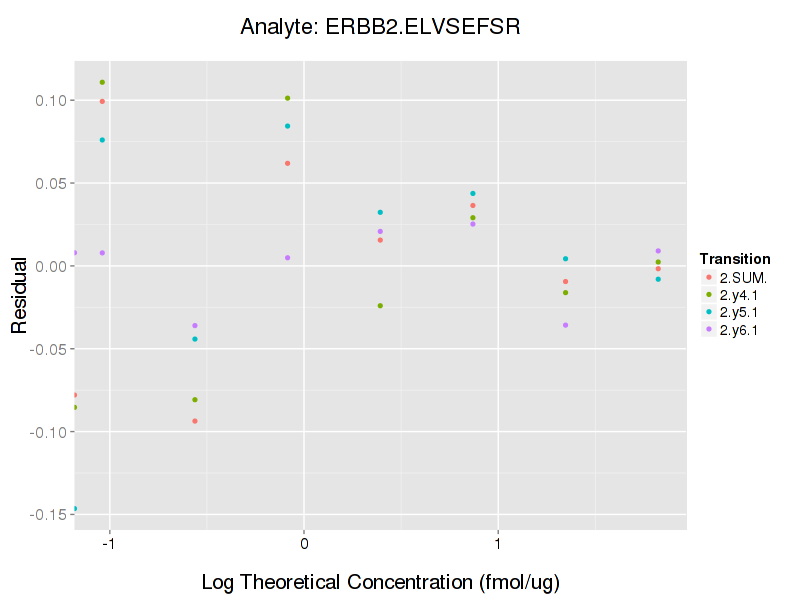 Analyte: ERBB2.ELVSEFSR
Residual
0.10
0.05
0.00
-0.05
-0.10
-0.15
-1
0
1
Log Theoretical Concentration (fmol/ug)
Transition
2.SUM.
2.y4.1
2.y5.1
2.y6.1